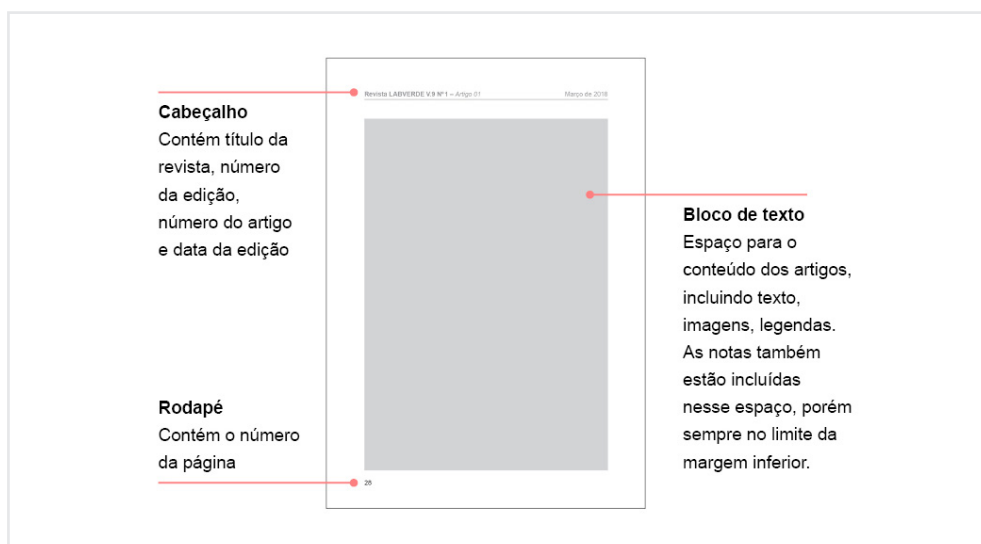 Revista LABVERDE V.9 Nº 1 – Artigo 01 Março de 2018
Cabeçalho
Contém título da
revista, número
da edição,
número do artigo
e data da edição
Bloco de texto
Espaço para o
conteúdo dos artigos,
incluindo texto,
imagens, legendas.
As notas também
estão incluídas
nesse espaço, porém
sempre no limite da
margem inferior.
Rodapé
Contém o número
da página
26